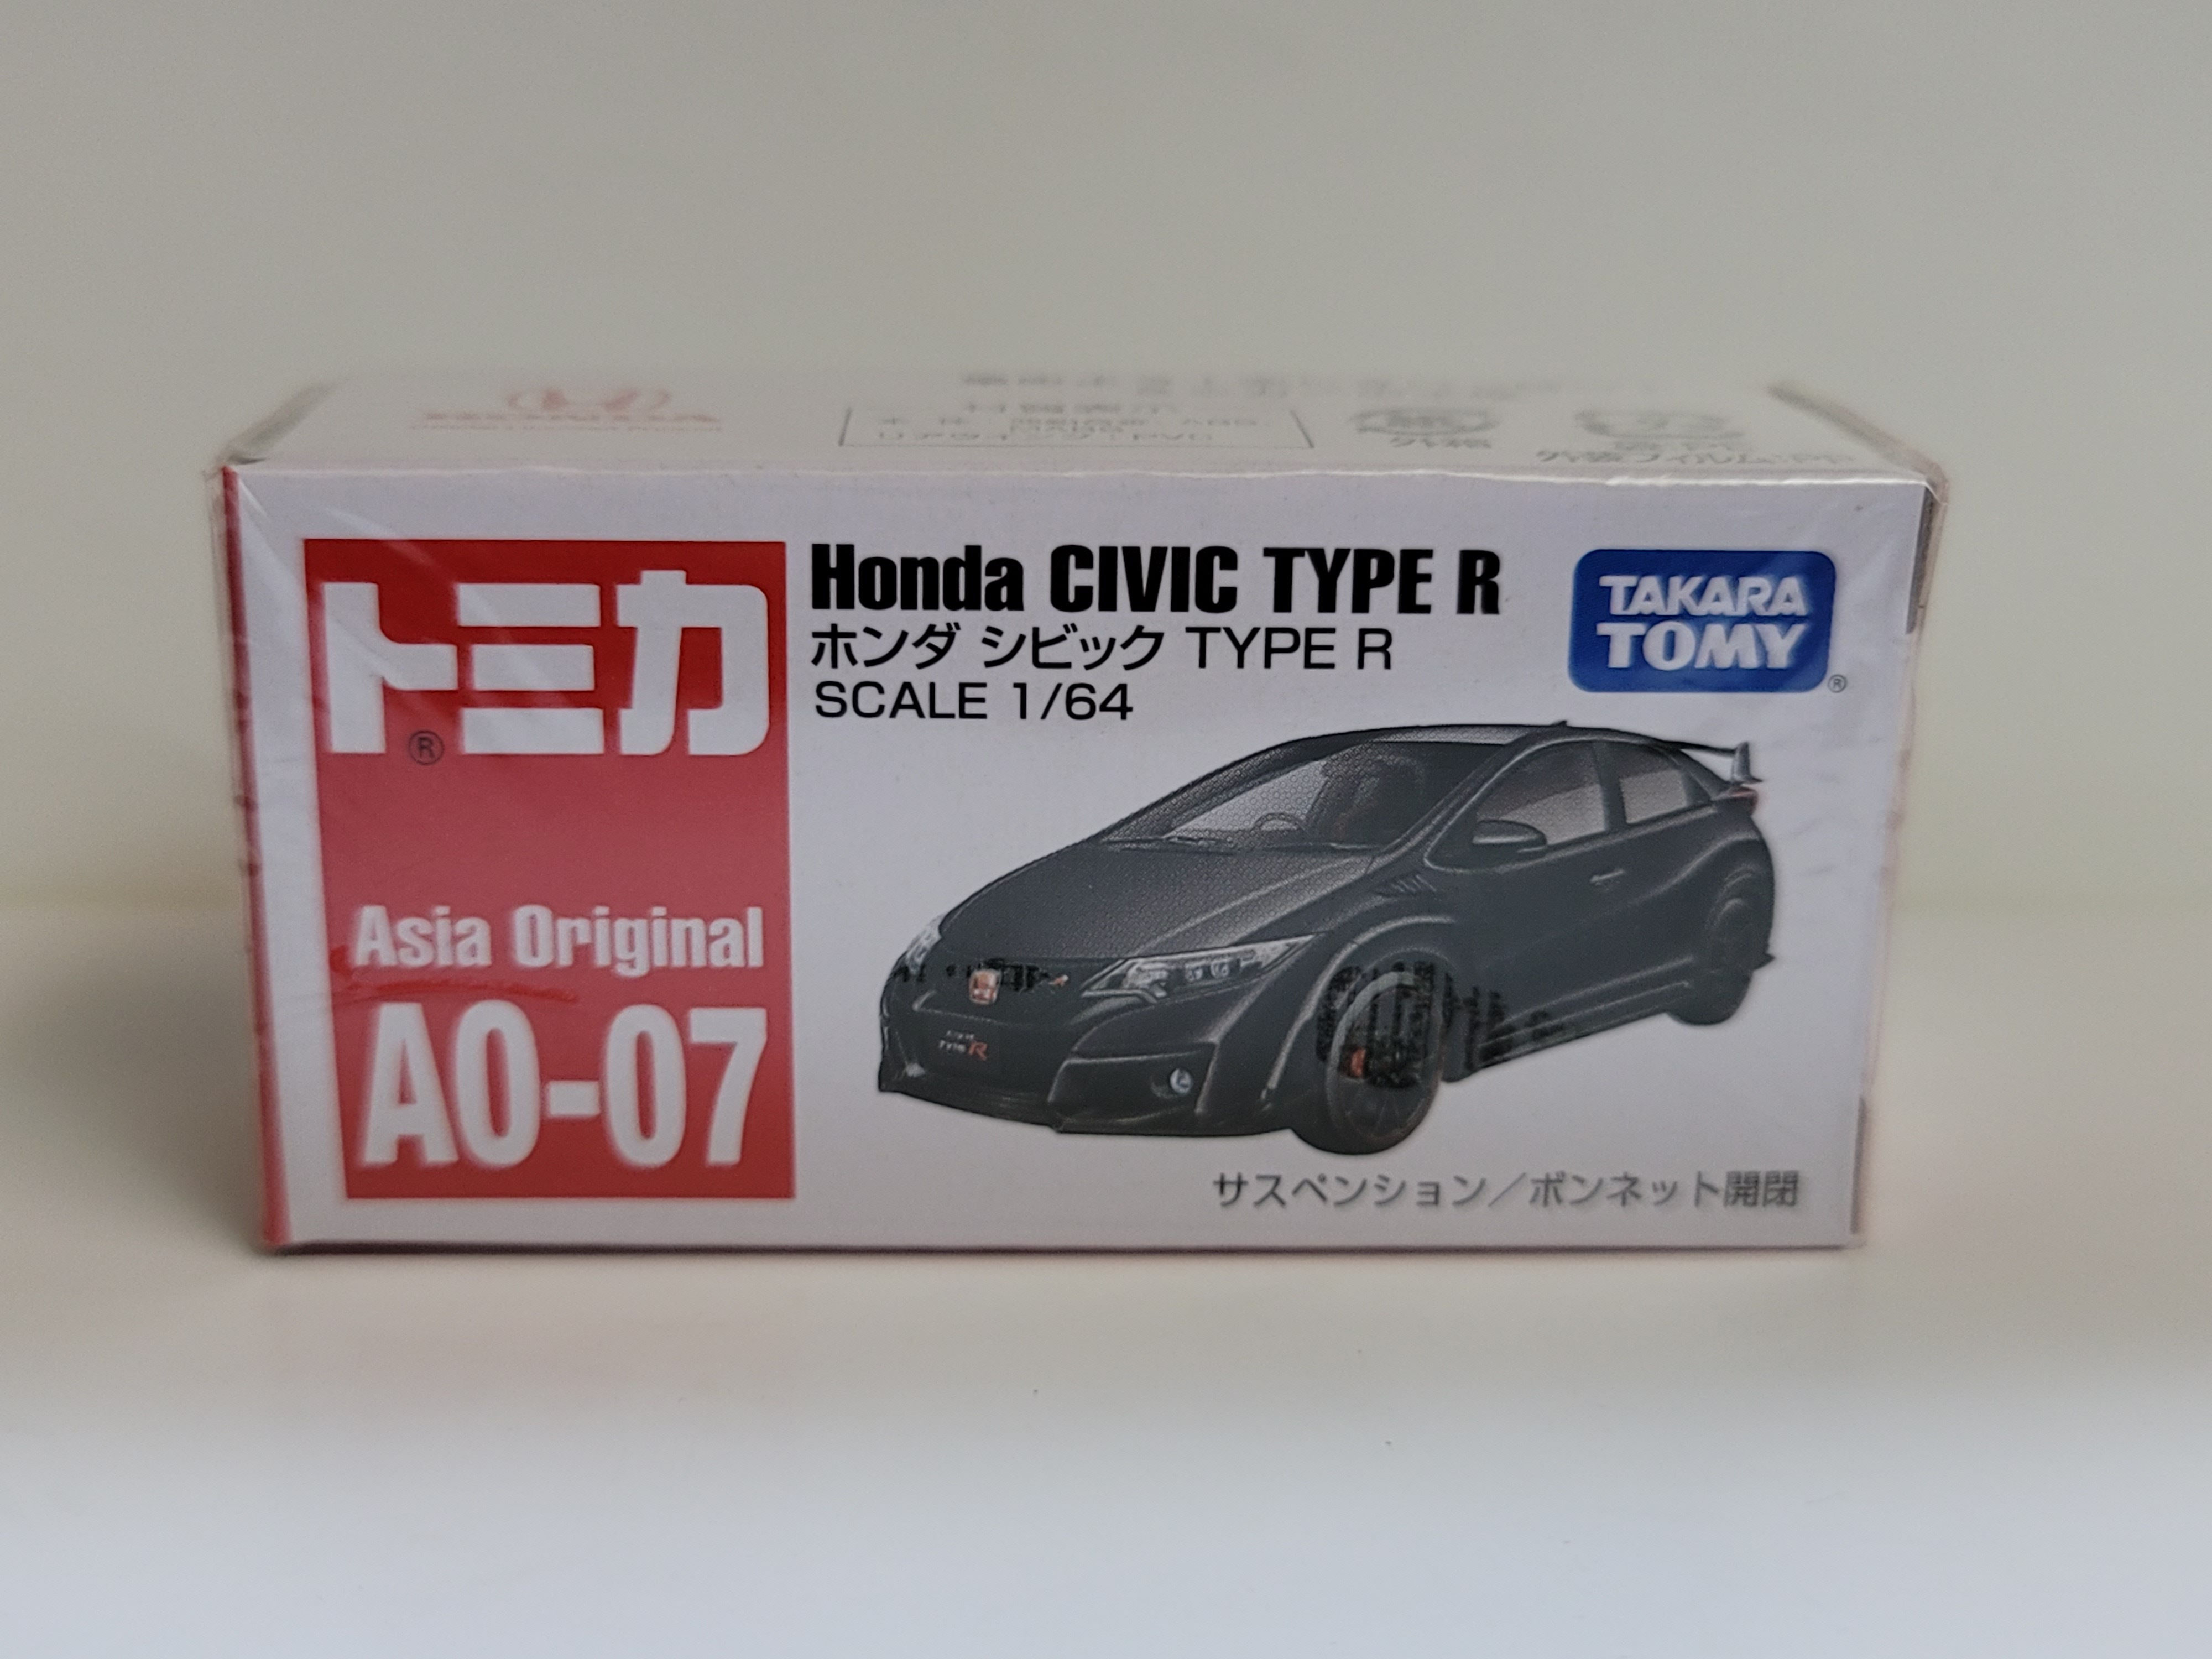 トミカ
®
Asia Original
AO-07
Honda CIVIC TYPE R
ホンダ シビック TYPE R
SCALE 1/64
TAKARA
TOMY
®
TYPE R
サスペンション/ボンネット開閉